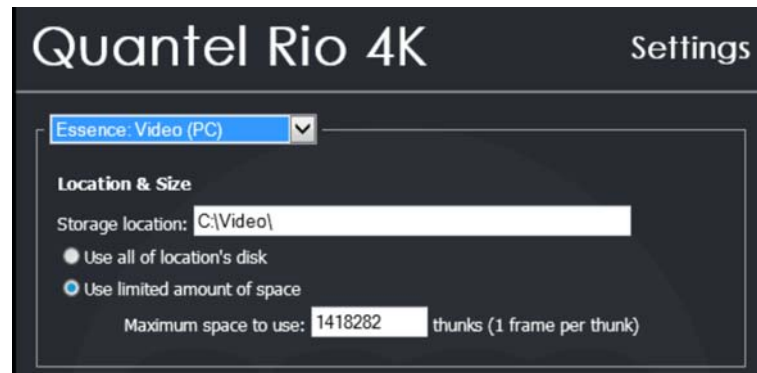 Quantel Rio 4K Settings
Essence: Video (PC)
Location & Size
Storage location: C:\Video\
Use all of location's disk
Use limited amount of space
Maximum space to use: 1418282 thunks (1 frame per thunk)